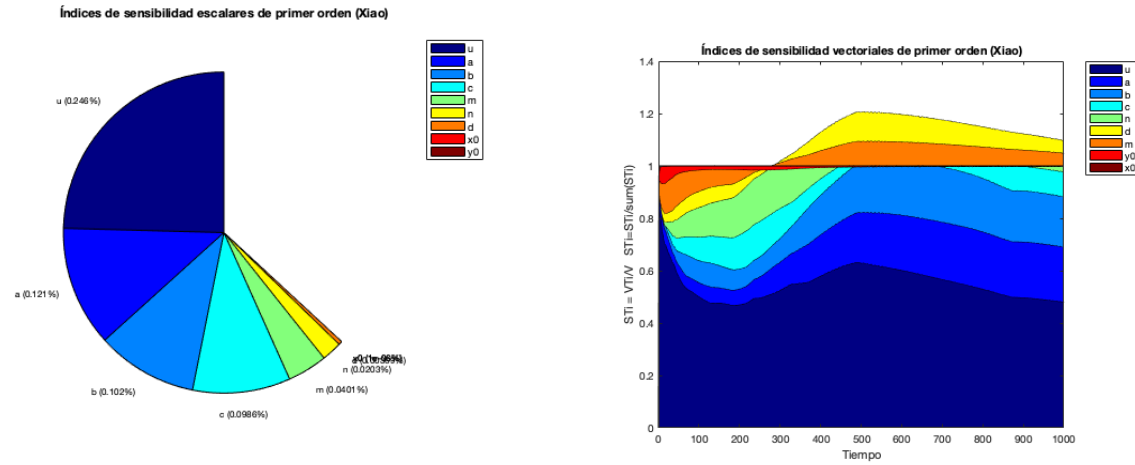 Índices de sensibilidad escalares de primer orden (Xiao)
u (0.246%)
a (0.121%)
b (0.102%)
c (0.0986%)
m (0.0401%)
n (0.0203%)
u
a
b
c
m
n
d
x0
y0
Índices de sensibilidad vectoriales de primer orden (Xiao)
STi = VTi/V STi=STi/sum(STi)
1.4
1.2
1
0.8
0.6
0.4
0.2
0
0 100 200 300 400 500 600 700 800 900 1000
Tiempo
u
a
b
c
n
d
m
y0
x0